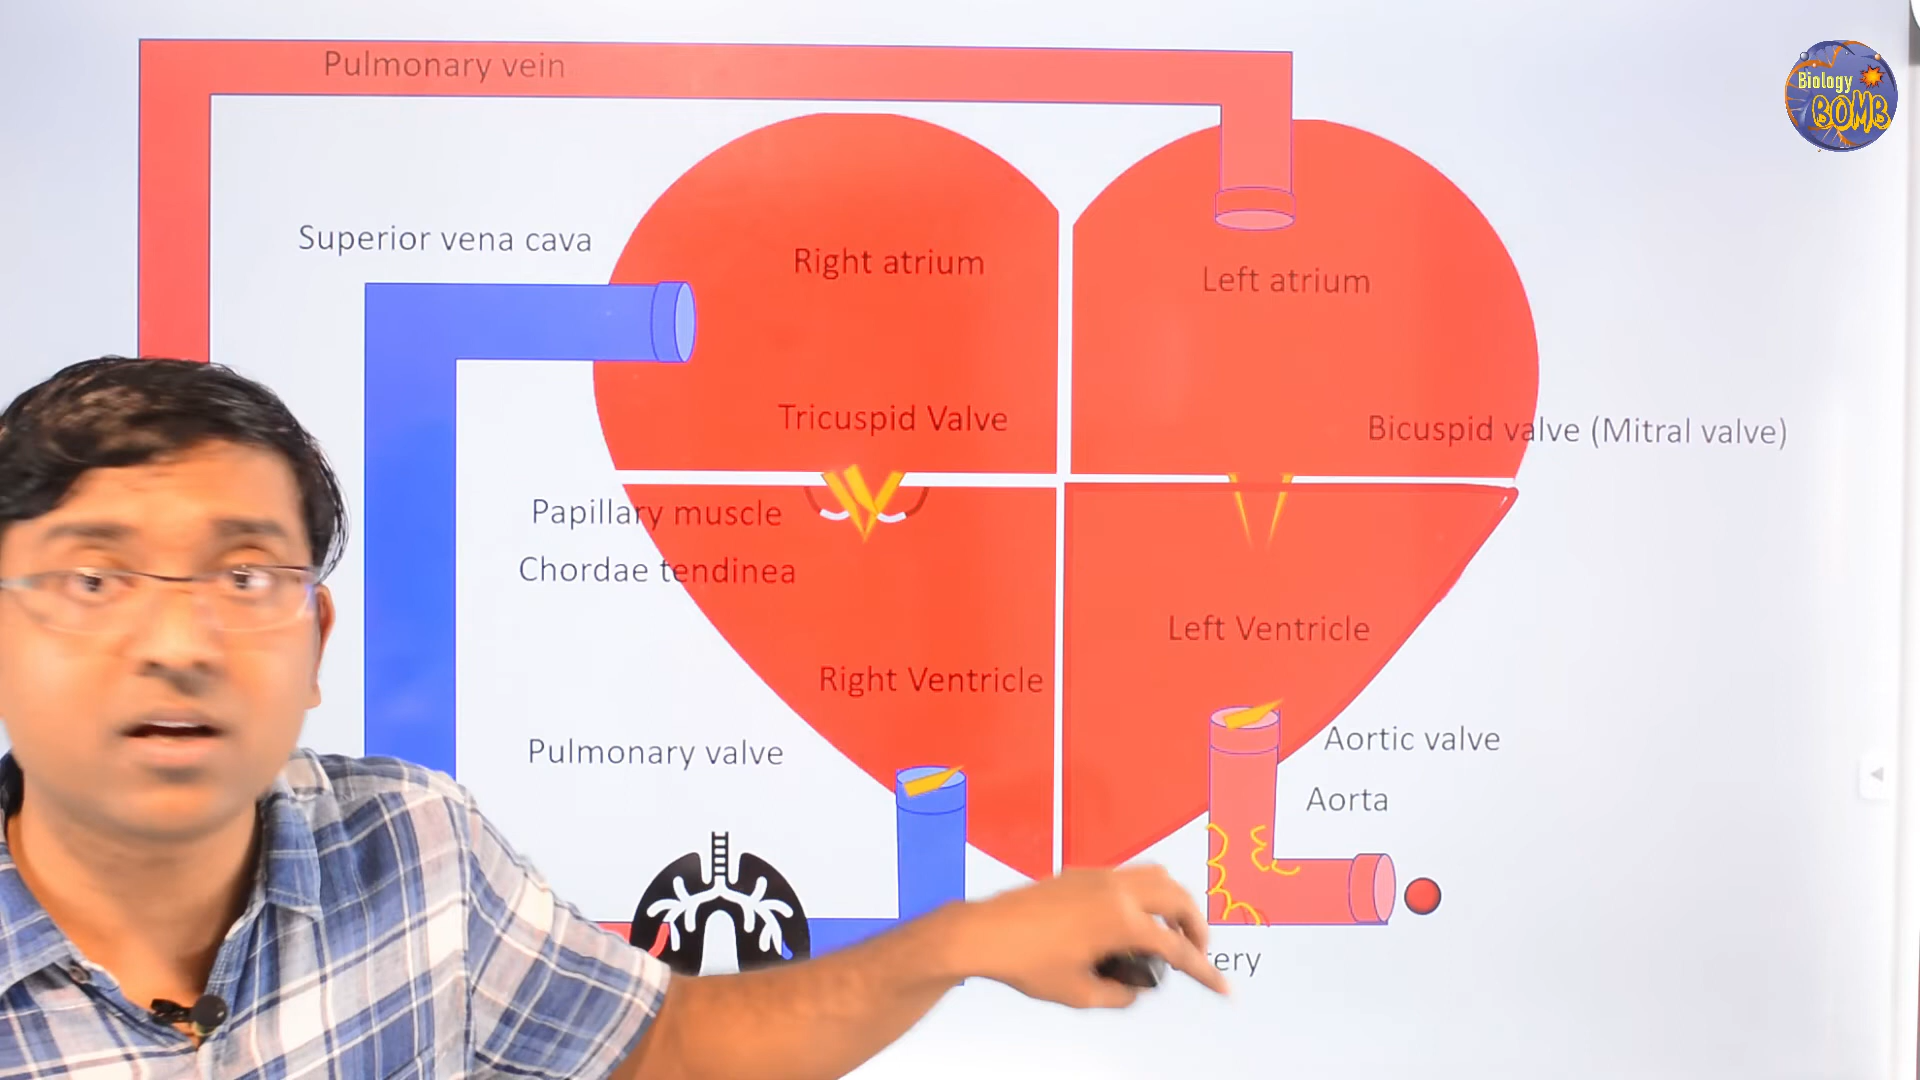 Pulmonary vein
Biology
BOMB
Superior vena cava
Right atrium
Left atrium
Tricuspid Valve
Bicuspid valve (Mitral valve)
Papillary muscle
Chordae tendinea
Left Ventricle
Right Ventricle
Pulmonary valve
Aortic valve
Aorta